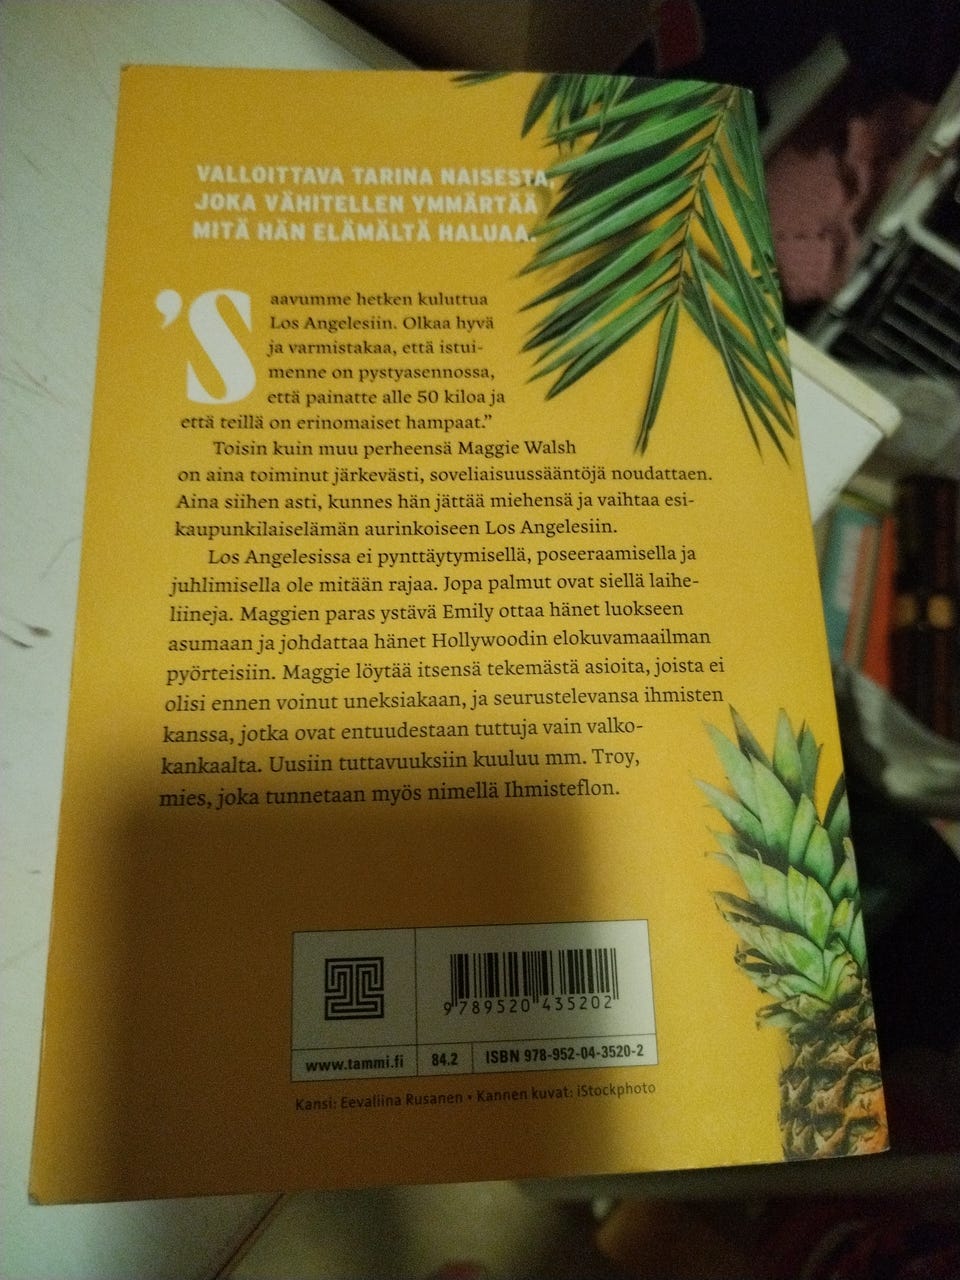 VALLOITTAVA TARINA NAISESTA,
JOKA VÄHITELLEN YMMÄRTÄÄ
MITÄ HÄN ELÄMÄLTÄ HALUAA.
’Saavumme hetken kuluttua
Los Angelesiin. Olkaa hyvä
ja varmistakaa, että istui-
menne on pystyasennossa,
että painatte alle 50 kiloa ja
että teillä on erinomaiset hampaat.”
Toisin kuin muu perheensä Maggie Walsh
on aina toiminut järkevästi, soveliaisuussääntöjä noudattaen.
Aina siihen asti, kunnes hän jättää miehensä ja vaihtaa esi-
kaupunkilaiselämän aurinkoiseen Los Angelesiin.
Los Angelesissa ei pynttäytymisellä, poseeraamisella ja
juhlimisella ole mitään rajaa. Jopa palmut ovat siellä laihe-
liineja. Maggien paras ystävä Emily ottaa hänet luokseen
asumaan ja johdattaa hänet Hollywoodin elokuvamaailman
pyörteisiin. Maggie löytää itsensä tekemästä asioita, joista ei
olisi ennen voinut uneksiakaan, ja seurustelevansa ihmisten
kanssa, jotka ovat entuudestaan tuttuja vain valko-
kankaalta. Uusiin tuttavuuksiin kuuluu mm. Troy,
mies, joka tunnetaan myös nimellä Ihmisteflon.
9 789520 435202
www.tammi.fi 84.2 ISBN 978-952-04-3520-2
Kansi: Eevaliina Rusanen • Kannen kuvat: iStockphoto